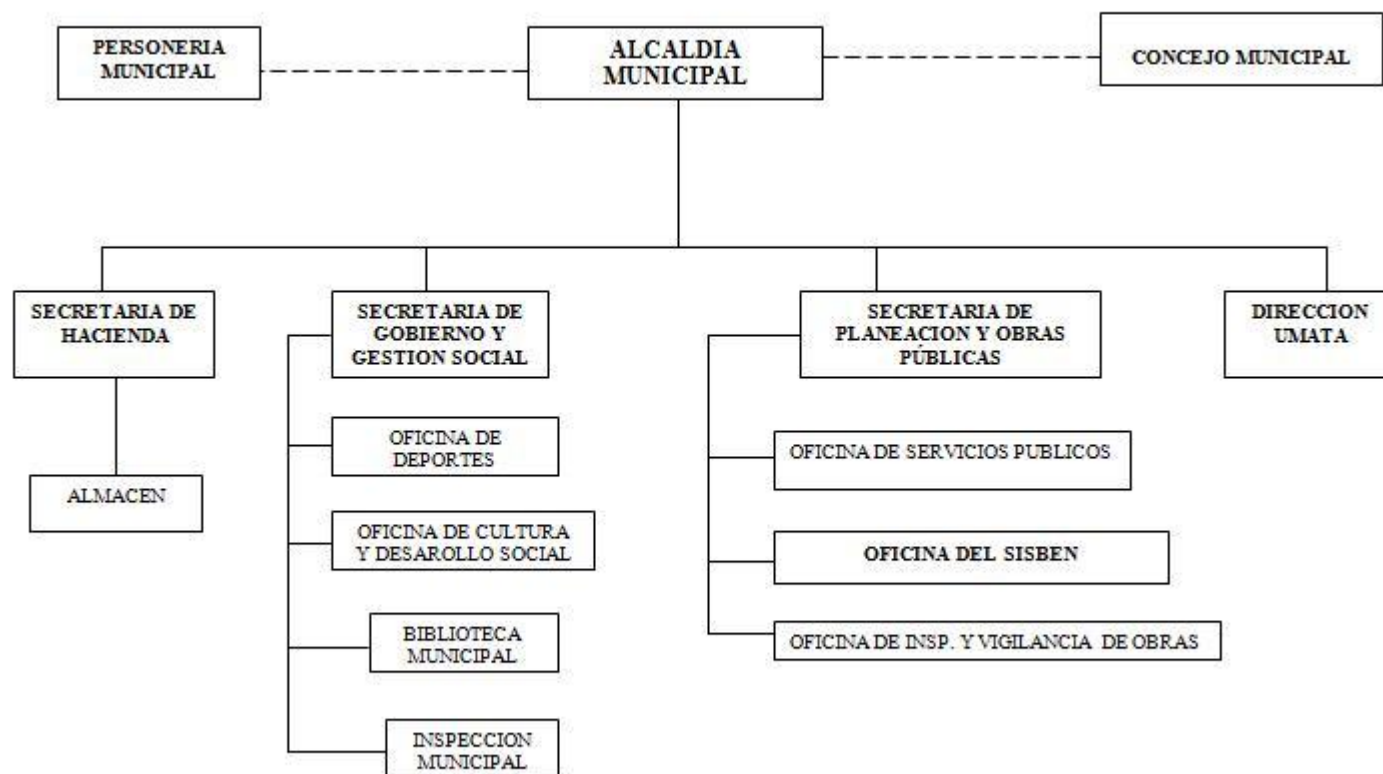 PERSONERIA
MUNICIPAL
ALCALDIA
MUNICIPAL
CONCEJO MUNICIPAL
SECRETARIA DE
HACIENDA
SECRETARIA DE
GOBIERNO Y
GESTION SOCIAL
SECRETARIA DE
PLANEACION Y OBRAS
PÚBLICAS
DIRECCION
UMATA
ALMACEN
OFICINA DE
DEPORTES
OFICINA DE CULTURA
Y DESAROLLO SOCIAL
BIBLIOTECA
MUNICIPAL
INSPECCION
MUNICIPAL
OFICINA DE SERVICIOS PUBLICOS
OFICINA DEL SISBEN
OFICINA DE INSP. Y VIGILANCIA DE OBRAS